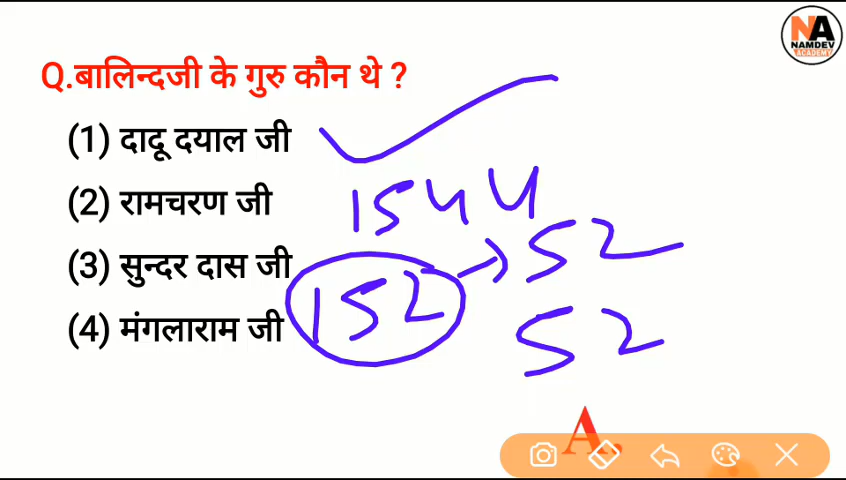 NA
NAMDEV
ACADEMY
Q.बालिन्दजी के गुरु कौन थे ?
(1) दादू दयाल जी
(2) रामचरण जी
1544
52
(3) सुन्दर दास जी
152
(4) मंगलाराम जी
52
A.